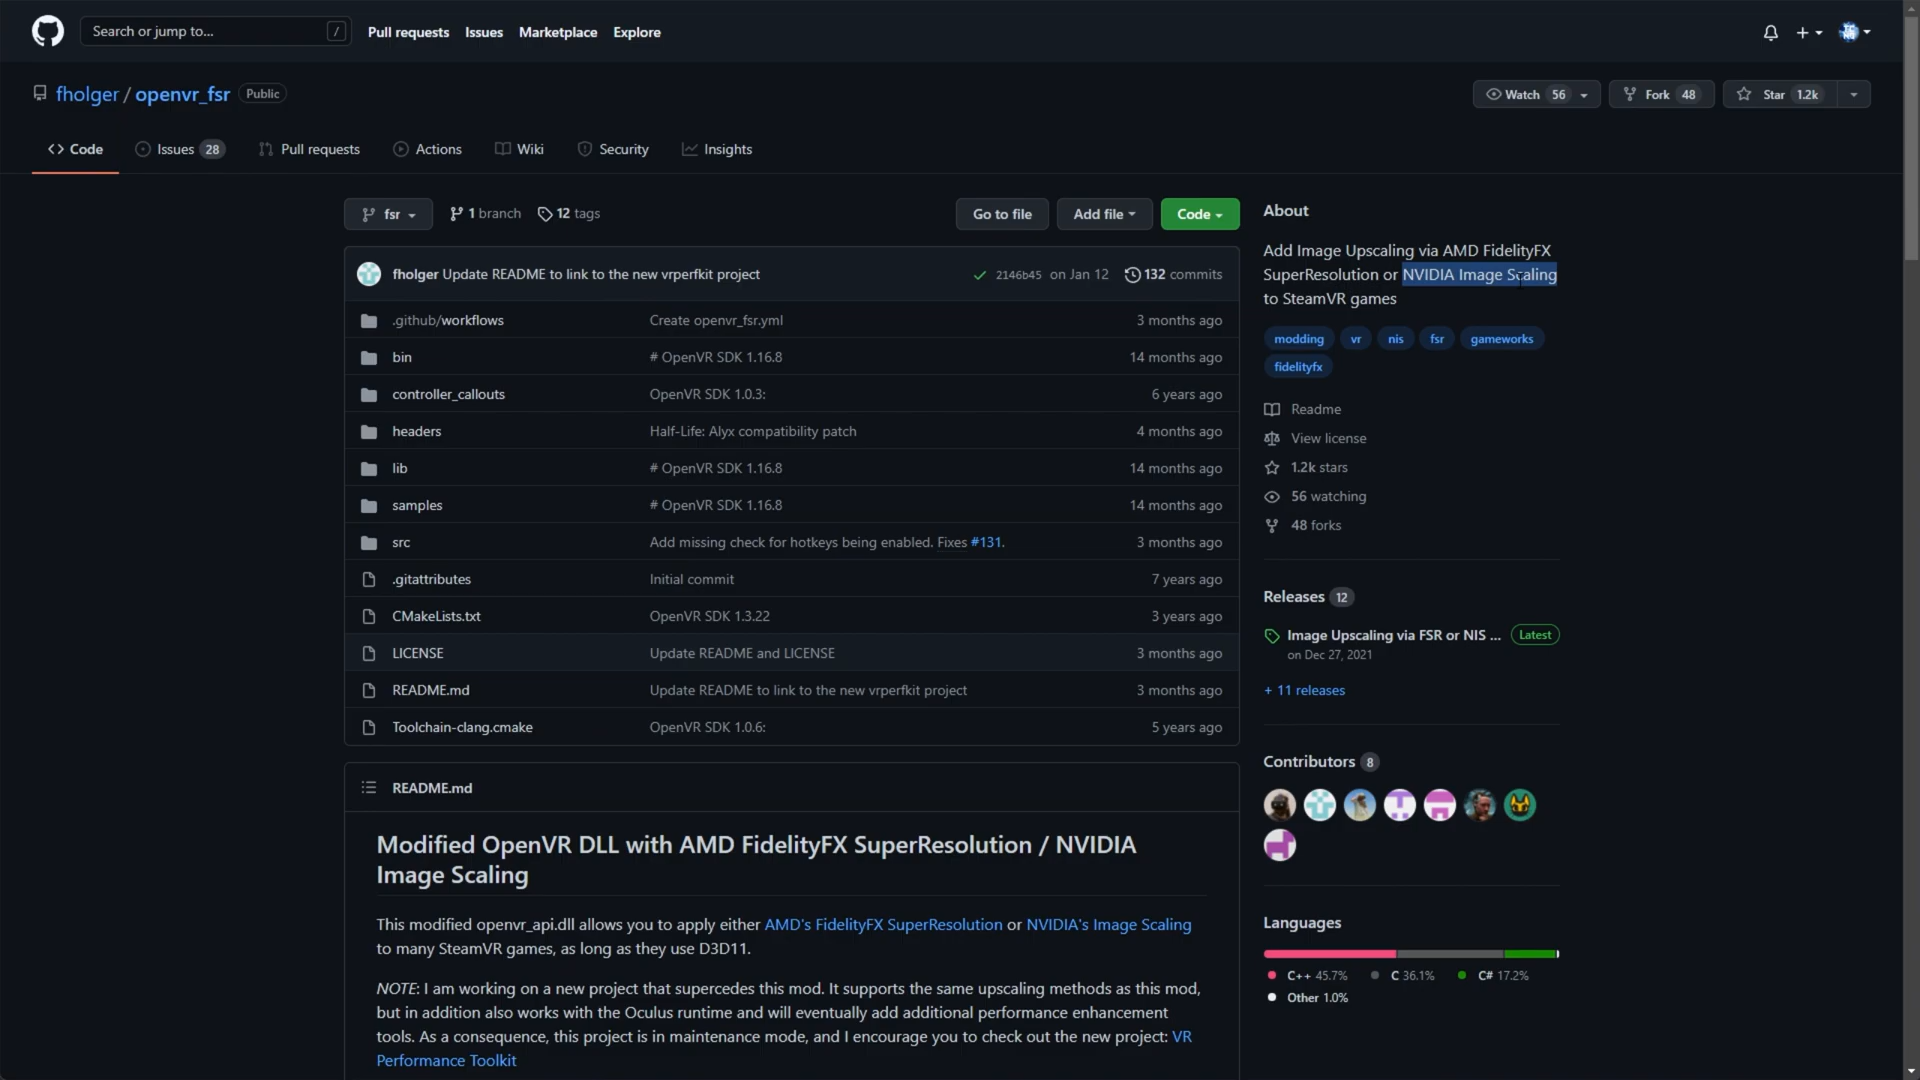 Search or jump to... /
Pull requests Issues Marketplace Explore
fholger / openvr_fsr Public
Watch 56 Fork 48 Star 1.2k
Code Issues 28 Pull requests Actions Wiki Security Insights
fsr 1 branch 12 tags Go to file Add file Code
fholger Update README to link to the new vrperfkit project 2146b45 on Jan 12 132 commits
.github/workflows Create openvr_fsr.yml 3 months ago
bin # OpenVR SDK 1.16.8 14 months ago
controller_callouts OpenVR SDK 1.0.3: 6 years ago
headers Half-Life: Alyx compatibility patch 4 months ago
lib # OpenVR SDK 1.16.8 14 months ago
samples # OpenVR SDK 1.16.8 14 months ago
src Add missing check for hotkeys being enabled. Fixes #131. 3 months ago
.gitattributes Initial commit 7 years ago
CMakeLists.txt OpenVR SDK 1.3.22 3 years ago
LICENSE Update README and LICENSE 3 months ago
README.md Update README to link to the new vrperfkit project 3 months ago
Toolchain-clang.cmake OpenVR SDK 1.0.6: 5 years ago
README.md
Modified OpenVR DLL with AMD FidelityFX SuperResolution / NVIDIA
Image Scaling
This modified openvr_api.dll allows you to apply either AMD's FidelityFX SuperResolution or NVIDIA's Image Scaling
to many SteamVR games, as long as they use D3D11.
NOTE: I am working on a new project that supercedes this mod. It supports the same upscaling methods as this mod,
but in addition also works with the Oculus runtime and will eventually add additional performance enhancement
tools. As a consequence, this project is in maintenance mode, and I encourage you to check out the new project: VR
Performance Toolkit
About
Add Image Upscaling via AMD FidelityFX
SuperResolution or NVIDIA Image Scaling
to SteamVR games
modding vr nis fsr gameworks
fidelityfx
Readme
View license
1.2k stars
56 watching
48 forks
Releases 12
Image Upscaling via FSR or NIS ... Latest
on Dec 27, 2021
+ 11 releases
Contributors 8
Languages
C++ 45.7% C 36.1% C# 17.2%
Other 1.0%